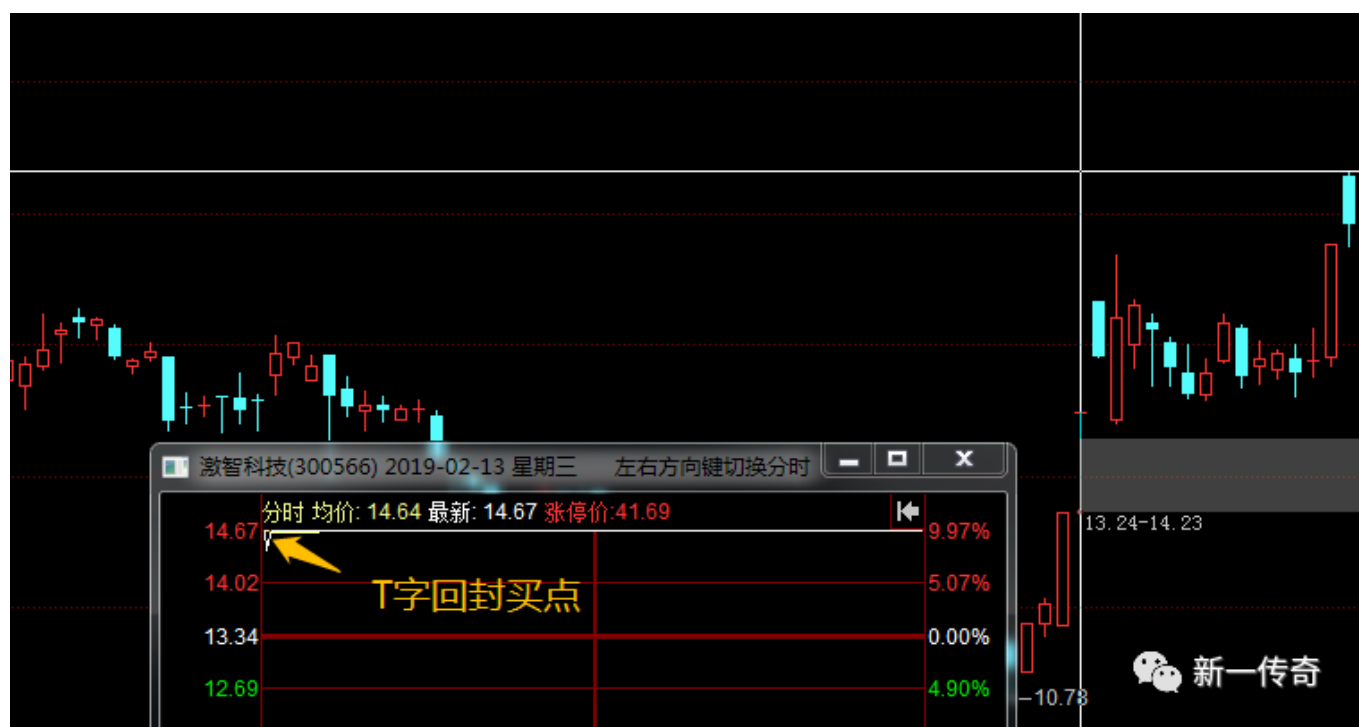 激智科技(300566) 2019-02-13 星期三 左右方向键切换分时
分时 均价: 14.64 最新: 14.67 涨停价:41.69
14.67 9.97%
T字回封买点
14.02 5.07%
13.34 0.00%
12.69 4.90%
13.24-14.23
10.78
新一传奇